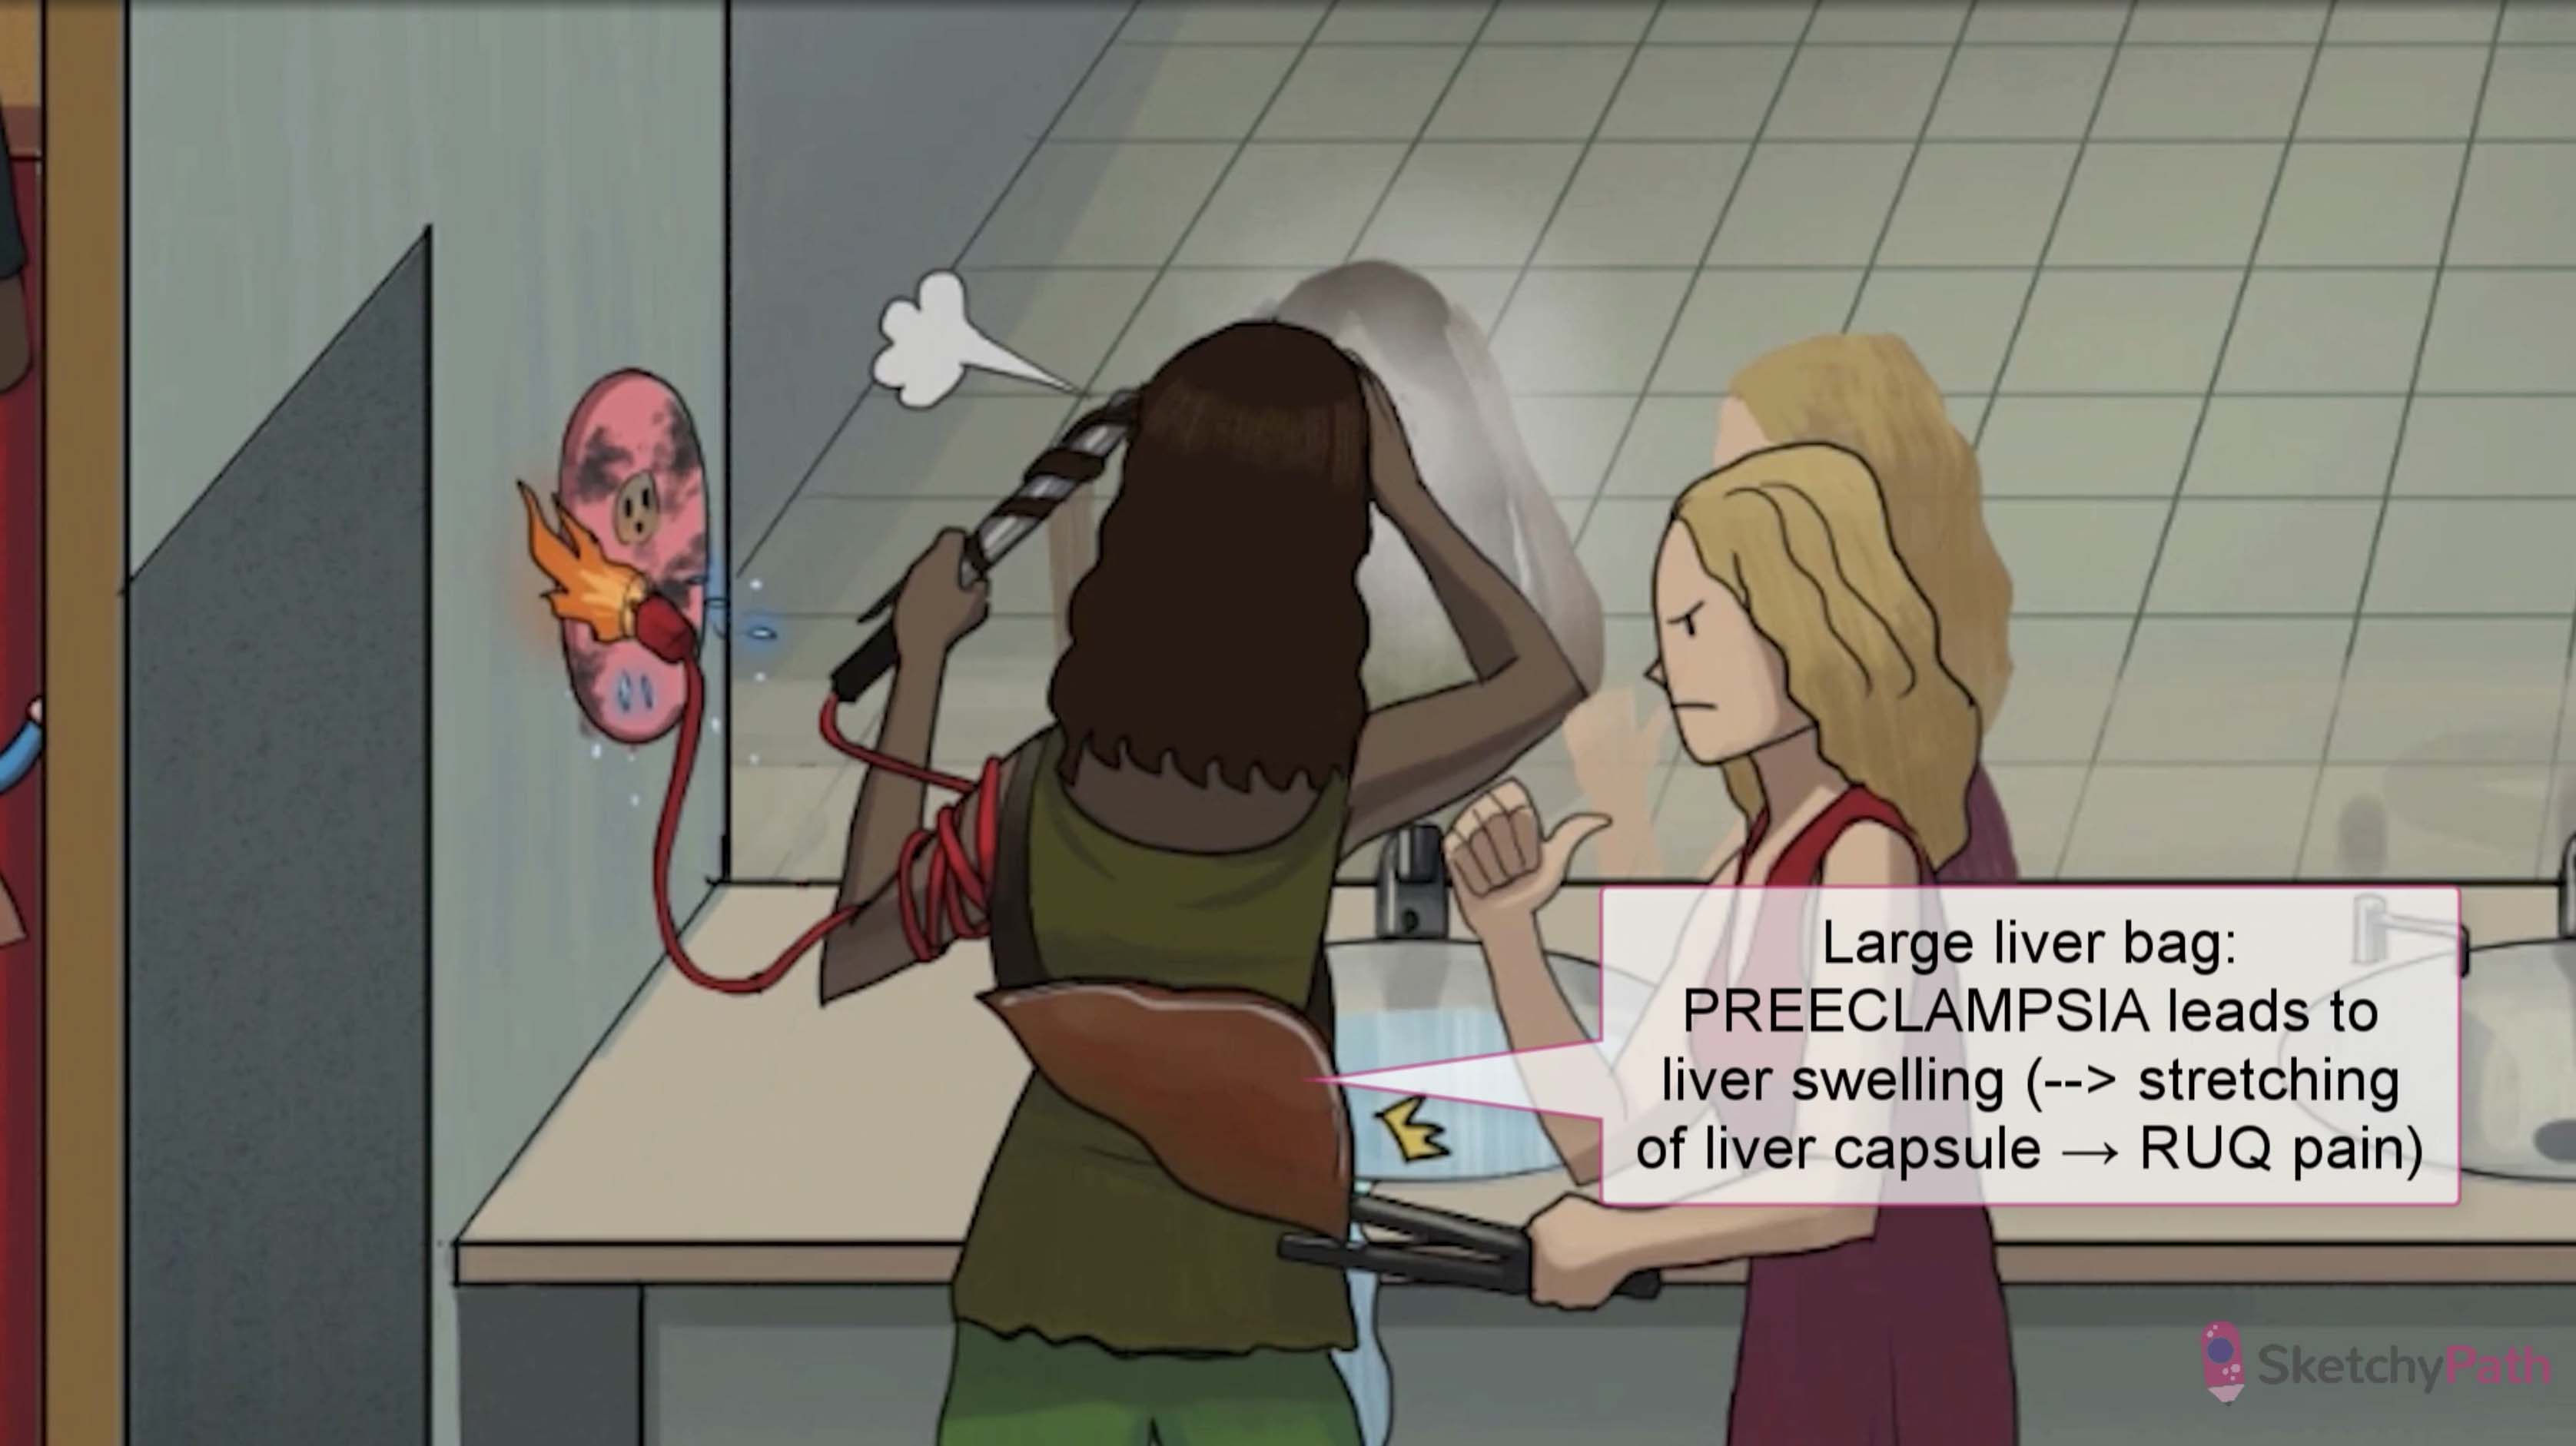 Large liver bag:
PREECLAMPSIA leads to
liver swelling (--> stretching
of liver capsule → RUQ pain)
SketchyPath